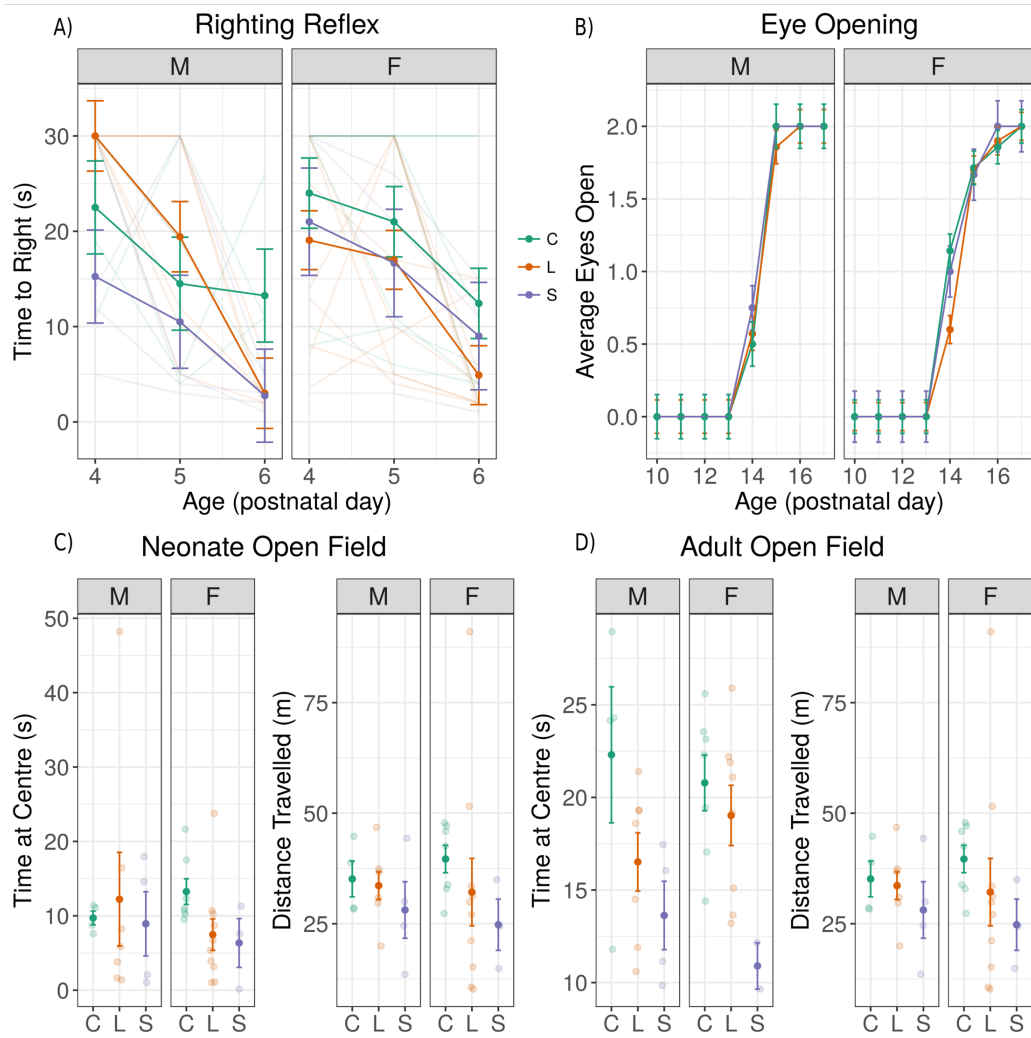 A) Righting Reflex
M F
Time to Right (s)
30
20
10
0
4 5 6 4 5 6
Age (postnatal day)
C
L
S
B) Eye Opening
M F
Average Eyes Open
2.0
1.5
1.0
0.5
0.0
10 12 14 16 10 12 14 16
Age (postnatal day)
C) Neonate Open Field
M F
Time at Centre (s)
50
40
30
20
10
0
C L S C L S
M F
Distance Travelled (m)
75
50
25
C L S C L S
D) Adult Open Field
M F
Time at Centre (s)
25
20
15
10
C L S C L S
M F
Distance Travelled (m)
75
50
25
C L S C L S